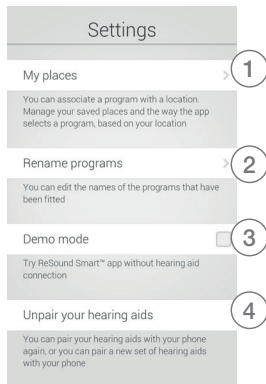 Settings
My places
1
You can associate a program with a location.
Manage your saved places and the way the app
selects a program, based on your location
Rename programs
2
You can edit the names of the programs that have
been fitted
Demo mode
3
Try ReSound Smart™ app without hearing aid
connection
Unpair your hearing aids
4
You can pair your hearing aids with your phone
again, or you can pair a new set of hearing aids
with your phone